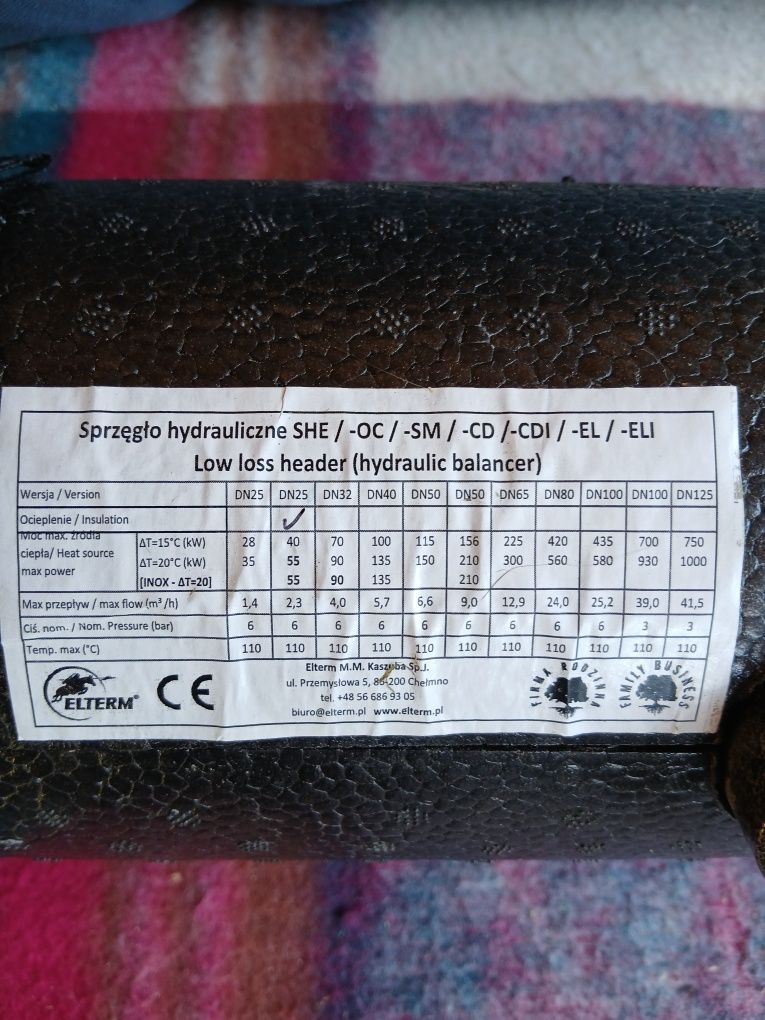 Sprzęgło hydrauliczne SHE / -OC / -SM / -CD /-CDI / -EL / -ELI
Low loss header (hydraulic balancer)
Wersja / Version DN25 DN25 DN32 DN40 DN50 DN50 DN65 DN80 DN100 DN100 DN125
Ocieplenie / Insulation ✓
Moc max. źródła
ciepła/ Heat source
max power
ΔT=15°C (kW) 28 40 70 100 115 156 225 420 435 700 750
ΔT=20°C (kW) 35 55 90 135 150 210 300 560 580 930 1000
[INOX - ΔT=20] 55 90 135 210
Max przepływ / max flow (m³/h) 1,4 2,3 4,0 5,7 6,6 9,0 12,9 24,0 25,2 39,0 41,5
Ciś. nom. / Nom. Pressure (bar) 6 6 6 6 6 6 6 6 6 3 3
Temp. max (°C) 110 110 110 110 110 110 110 110 110 110 110
ELTERM®
CE
Elterm M.M. Kaszuba Sp.J.
ul. Przemysłowa 5, 86-200 Chełmno
tel. +48 56 686 93 05
biuro@elterm.pl www.elterm.pl
FIRMA RODZINNA
FAMILY BUSINESS